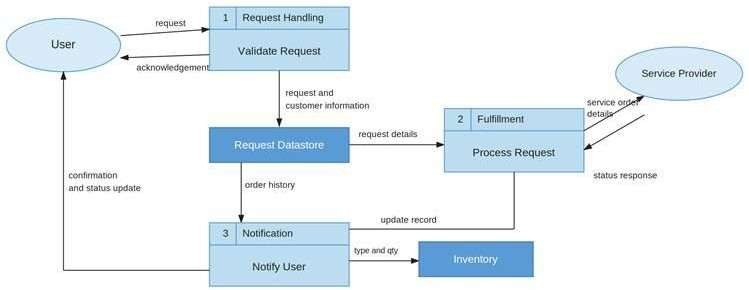 1 Request Handling
request
User
Validate Request
acknowledgement
Service Provider
request and
customer information
service order
details
2 Fulfillment
Request Datastore
request details
Process Request
confirmation
and status update
order history
status response
update record
3 Notification
type and qty
Notify User
Inventory